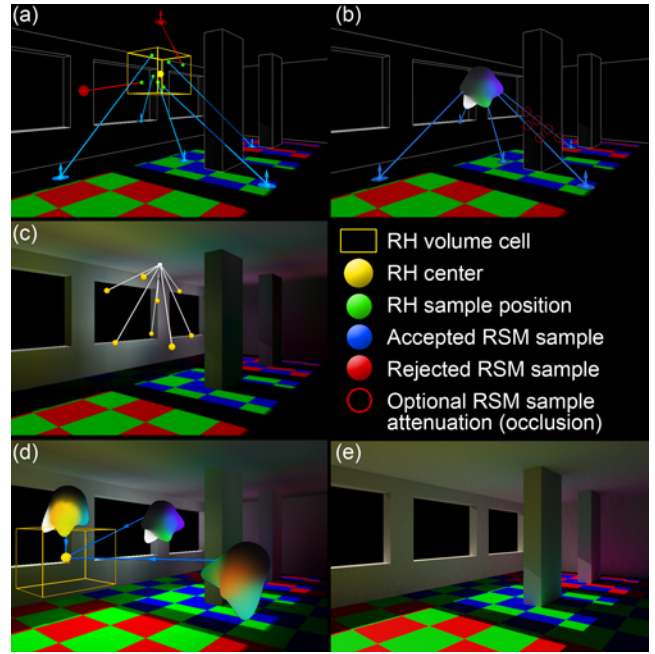 (a)
(b)
(c)
RH volume cell
RH center
RH sample position
Accepted RSM sample
Rejected RSM sample
Optional RSM sample
attenuation (occlusion)
(d)
(e)